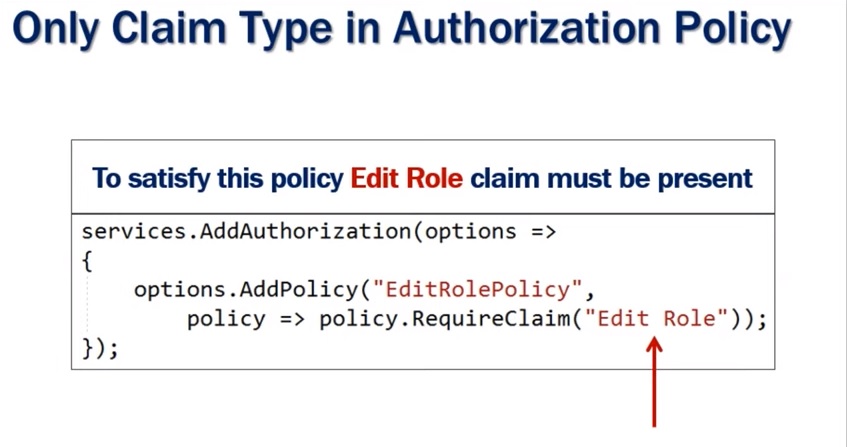 Only Claim Type in Authorization Policy
To satisfy this policy Edit Role claim must be present
services.AddAuthorization(options =>
{
    options.AddPolicy("EditRolePolicy",
        policy => policy.RequireClaim("Edit Role"));
});